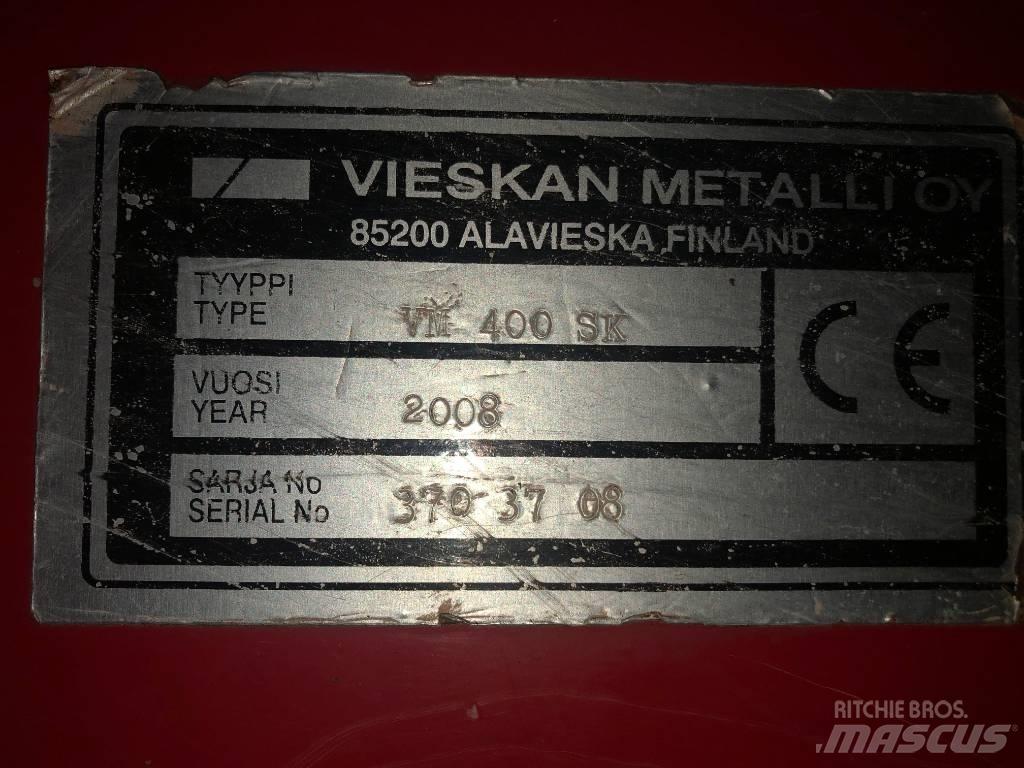 VIESKAN METALLI OY
85200 ALAVIESKA FINLAND
TYYPPI
TYPE
VM 400 SK
VUOSI
YEAR
2008
SARJA No
SERIAL No
370 37 08
CE
RITCHIE BROS.
MASCUS